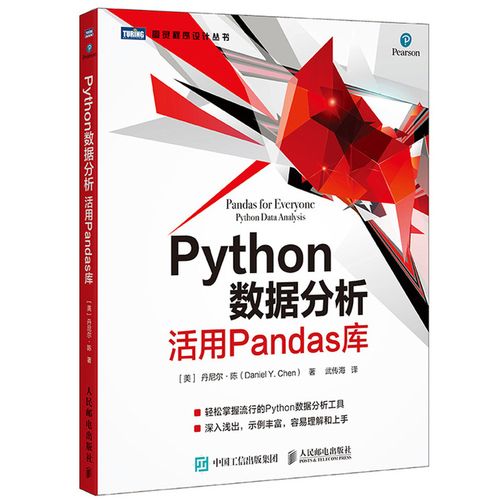 TURING 图灵程序设计丛书
Pearson
Pandas for Everyone
Python Data Analysis
Python
数据分析
活用Pandas库
［美］丹尼尔·陈（Daniel Y. Chen） 著 武传海 译
■ 轻松掌握流行的Python数据分析工具
■ 深入浅出，示例丰富，容易理解和上手
中国工信出版集团
人民邮电出版社
POSTS & TELECOM PRESS
Python数据分析 活用Pandas库
［美］丹尼尔·陈 著
人民邮电出版社